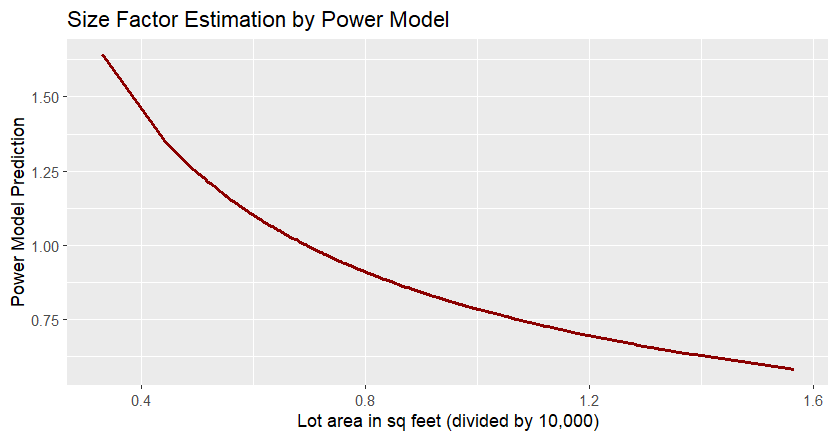 Size Factor Estimation by Power Model
Power Model Prediction
1.50
1.25
1.00
0.75
0.4
0.8
1.2
1.6
Lot area in sq feet (divided by 10,000)